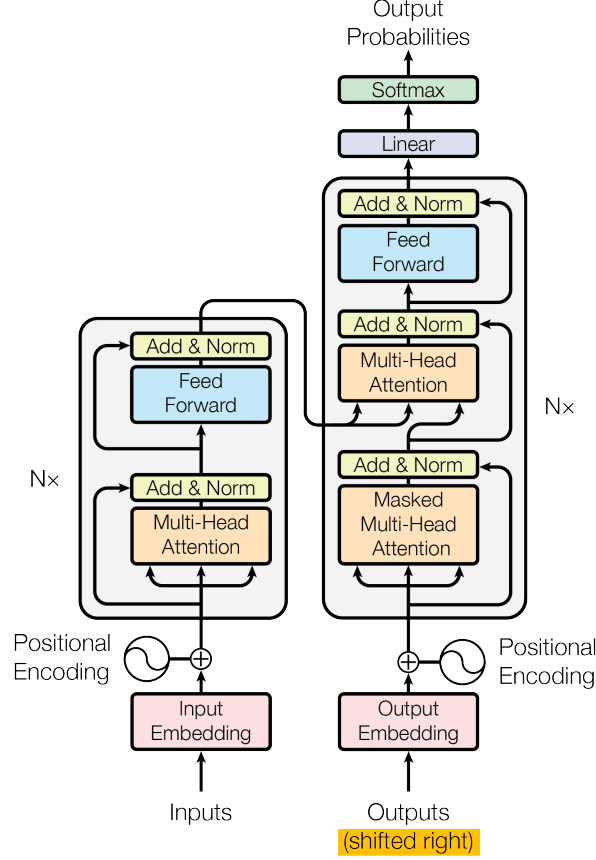 Output
Probabilities
Softmax
Linear
Add & Norm
Feed
Forward
Add & Norm
Multi-Head
Attention
Add & Norm
Masked
Multi-Head
Attention
N×
Add & Norm
Feed
Forward
Add & Norm
Multi-Head
Attention
N×
Positional
Encoding
Positional
Encoding
Input
Embedding
Output
Embedding
Inputs
Outputs
(shifted right)